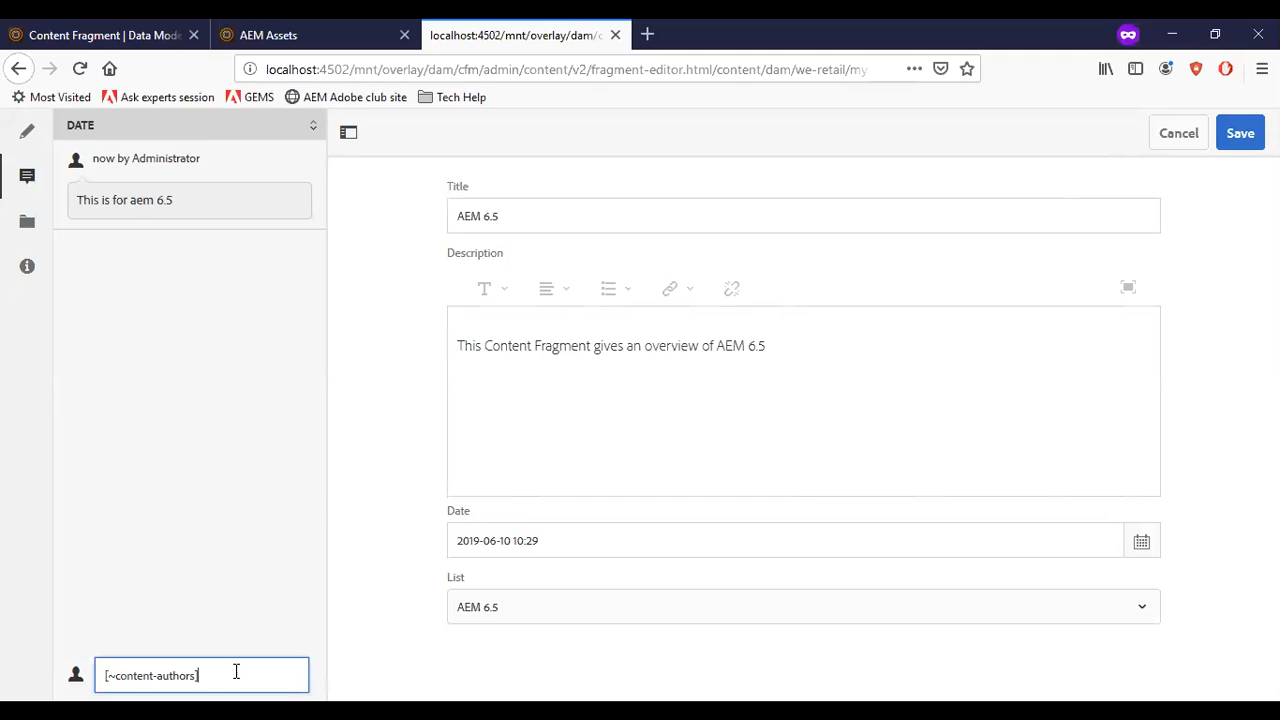 Content Fragment | Data Mode
AEM Assets
localhost:4502/mnt/overlay/dam/c
localhost:4502/mnt/overlay/dam/cfm/admin/content/v2/fragment-editor.html/content/dam/we-retail/my
Most Visited
Ask experts session
GEMS
AEM Adobe club site
Tech Help
DATE
Cancel
Save
now by Administrator
This is for aem 6.5
Title
AEM 6.5
Description
This Content Fragment gives an overview of AEM 6.5
Date
2019-06-10 10:29
List
AEM 6.5
[~content-authors]